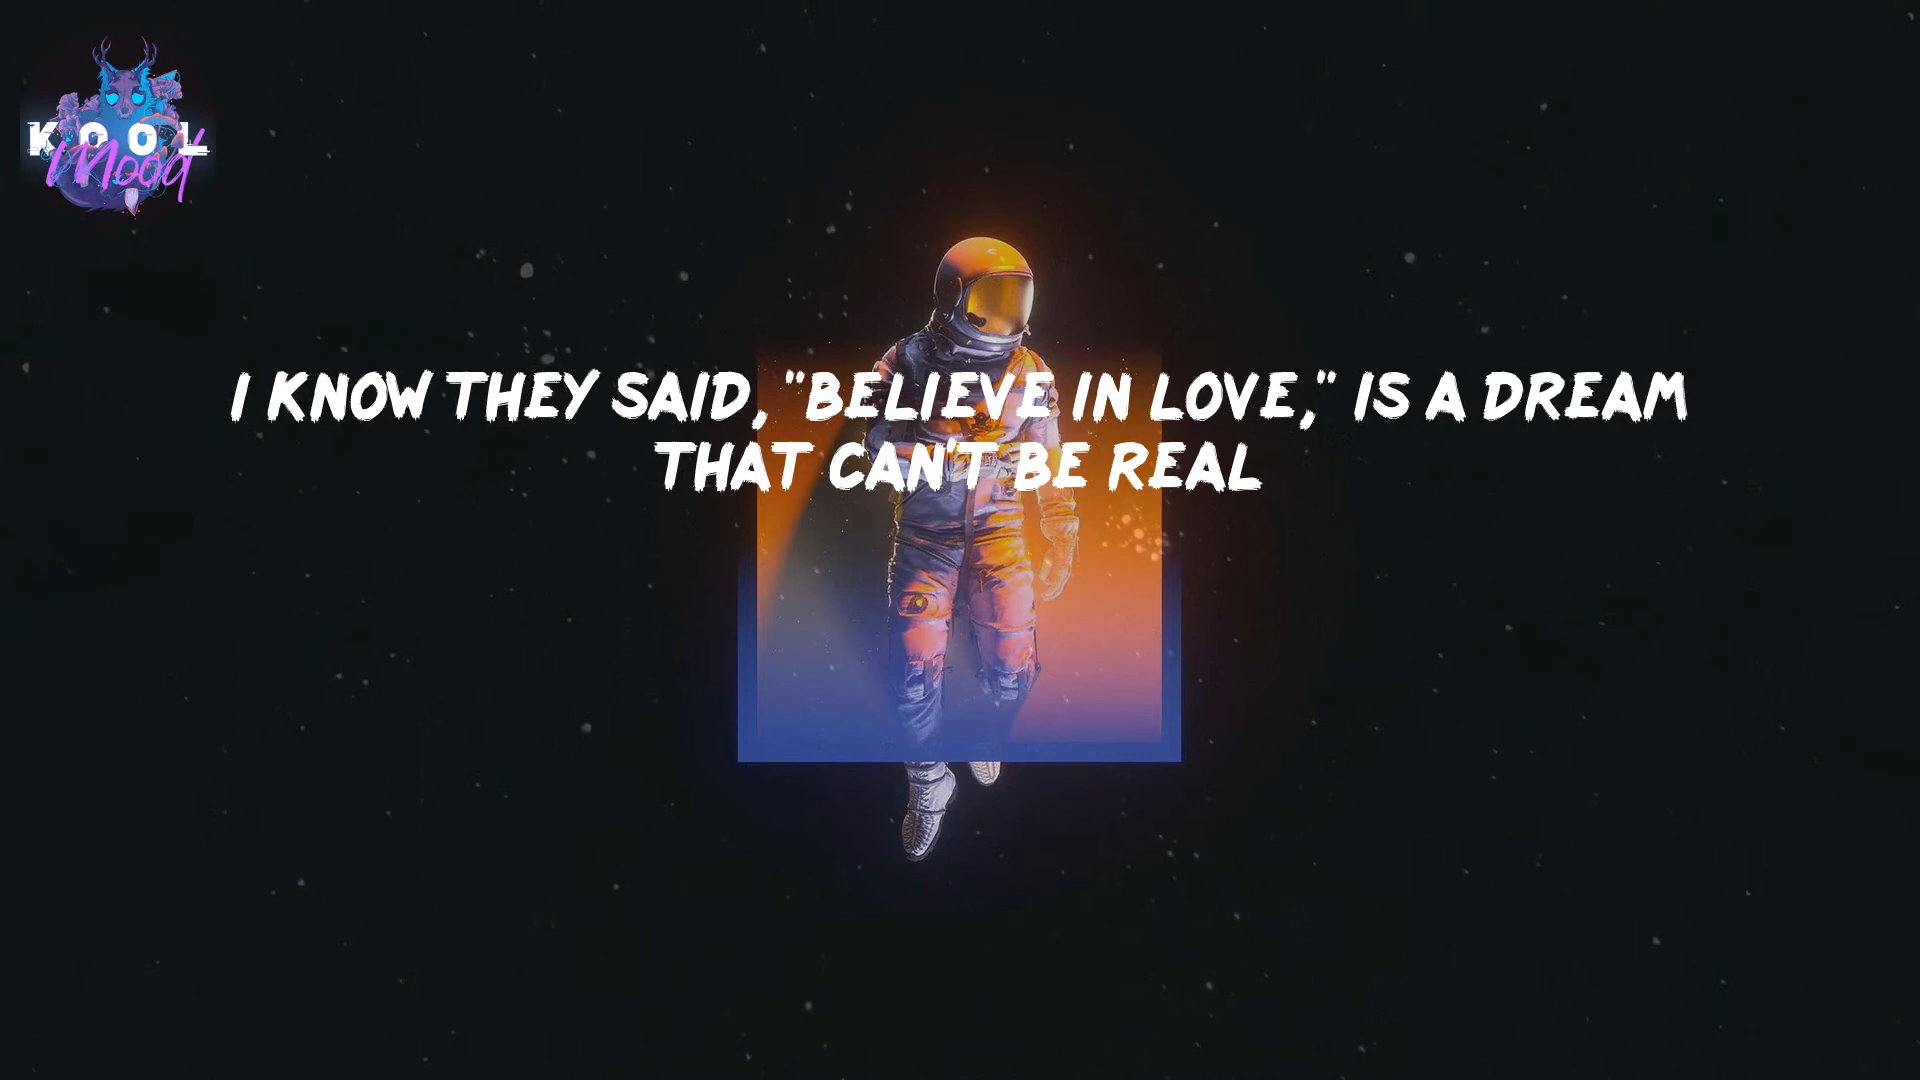 KOOL
Mood
I KNOW THEY SAID, "BELIEVE IN LOVE," IS A DREAM
THAT CAN'T BE REAL